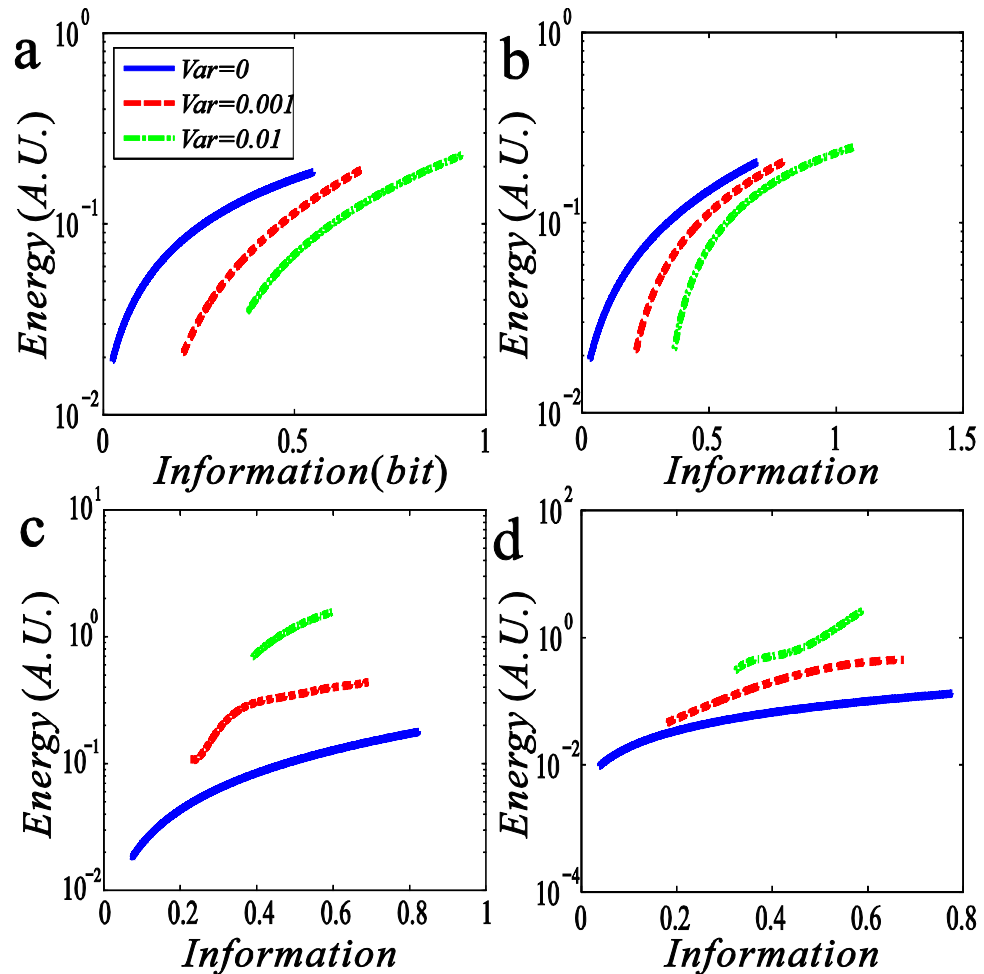 a
10^0
10^-1
10^-2
Energy (A. U.)
Var=0
Var=0.001
Var=0.01
0
0.5
1
Information(bit)
b
10^0
10^-1
10^-2
Energy (A. U.)
0
0.5
1
1.5
Information
c
10^1
10^0
10^-1
10^-2
Energy (A. U.)
0
0.2
0.4
0.6
0.8
1
Information
d
10^2
10^0
10^-2
10^-4
Energy (A. U.)
0
0.2
0.4
0.6
0.8
Information